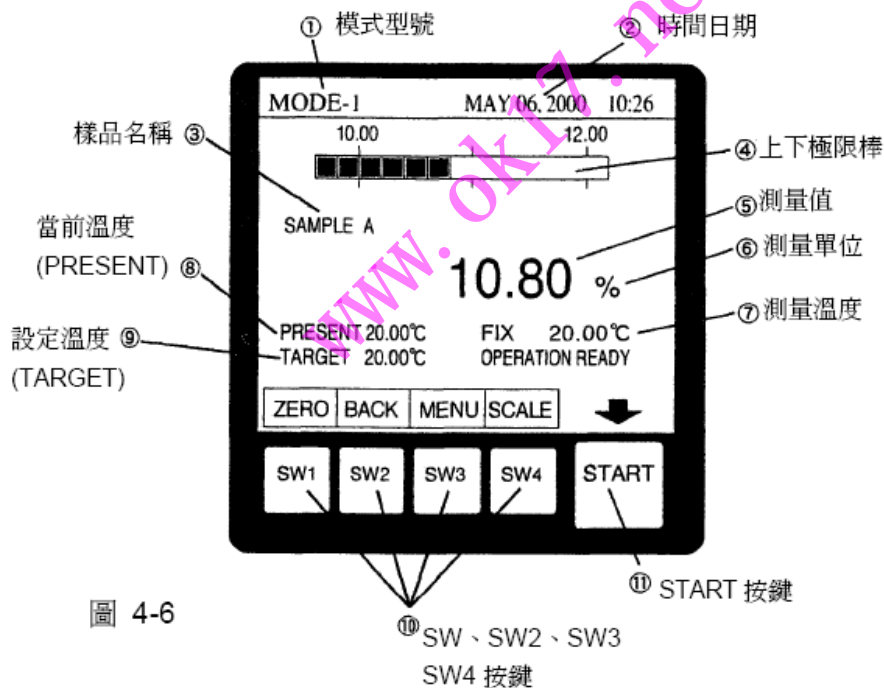 ① 模式型號
② 時間日期
MODE-1 MAY 06. 2000 10:26
10.00 12.00
樣品名稱 ③
④上下極限棒
SAMPLE A
⑤測量值
當前溫度
(PRESENT) ⑧
10.80 %
⑥ 測量單位
⑦測量溫度
PRESENT 20.00℃ FIX 20.00℃
設定溫度 ⑨
(TARGET)
TARGET 20.00℃ OPERATION READY
ZERO BACK MENU SCALE
SW1 SW2 SW3 SW4 START
⑪ START 按鍵
圖 4-6
⑩SW、SW2、SW3
SW4 按鍵